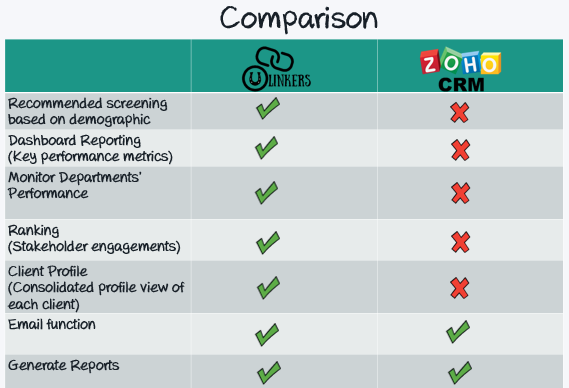 Comparison
ULINKERS
ZOHO
CRM
Recommended screening
based on demographic
Dashboard Reporting
(Key performance metrics)
Monitor Departments'
Performance
Ranking
(Stakeholder engagements)
Client Profile
(Consolidated profile view of
each client)
Email function
Generate Reports